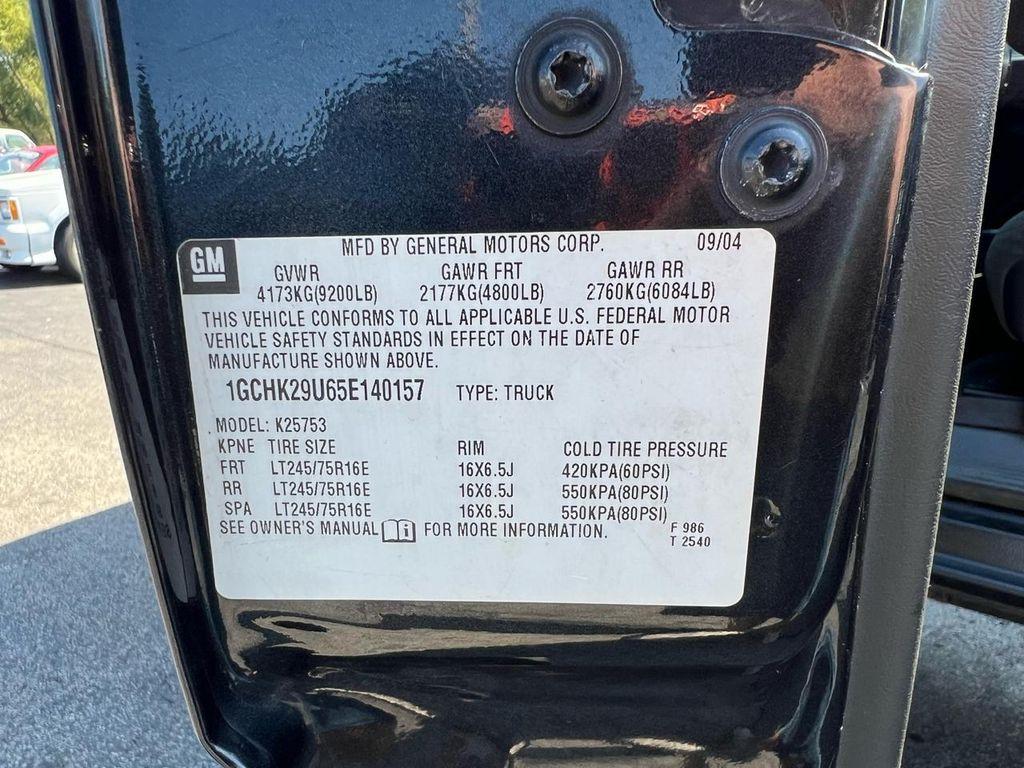 GM
MFD BY GENERAL MOTORS CORP. 09/04
GVWR GAWR FRT GAWR RR
4173KG(9200LB) 2177KG(4800LB) 2760KG(6084LB)
THIS VEHICLE CONFORMS TO ALL APPLICABLE U.S. FEDERAL MOTOR
VEHICLE SAFETY STANDARDS IN EFFECT ON THE DATE OF
MANUFACTURE SHOWN ABOVE.
1GCHK29U65E140157 TYPE: TRUCK
MODEL: K25753
KPNE TIRE SIZE RIM COLD TIRE PRESSURE
FRT LT245/75R16E 16X6.5J 420KPA(60PSI)
RR LT245/75R16E 16X6.5J 550KPA(80PSI)
SPA LT245/75R16E 16X6.5J 550KPA(80PSI)
SEE OWNER'S MANUAL FOR MORE INFORMATION. F 986
T 2540